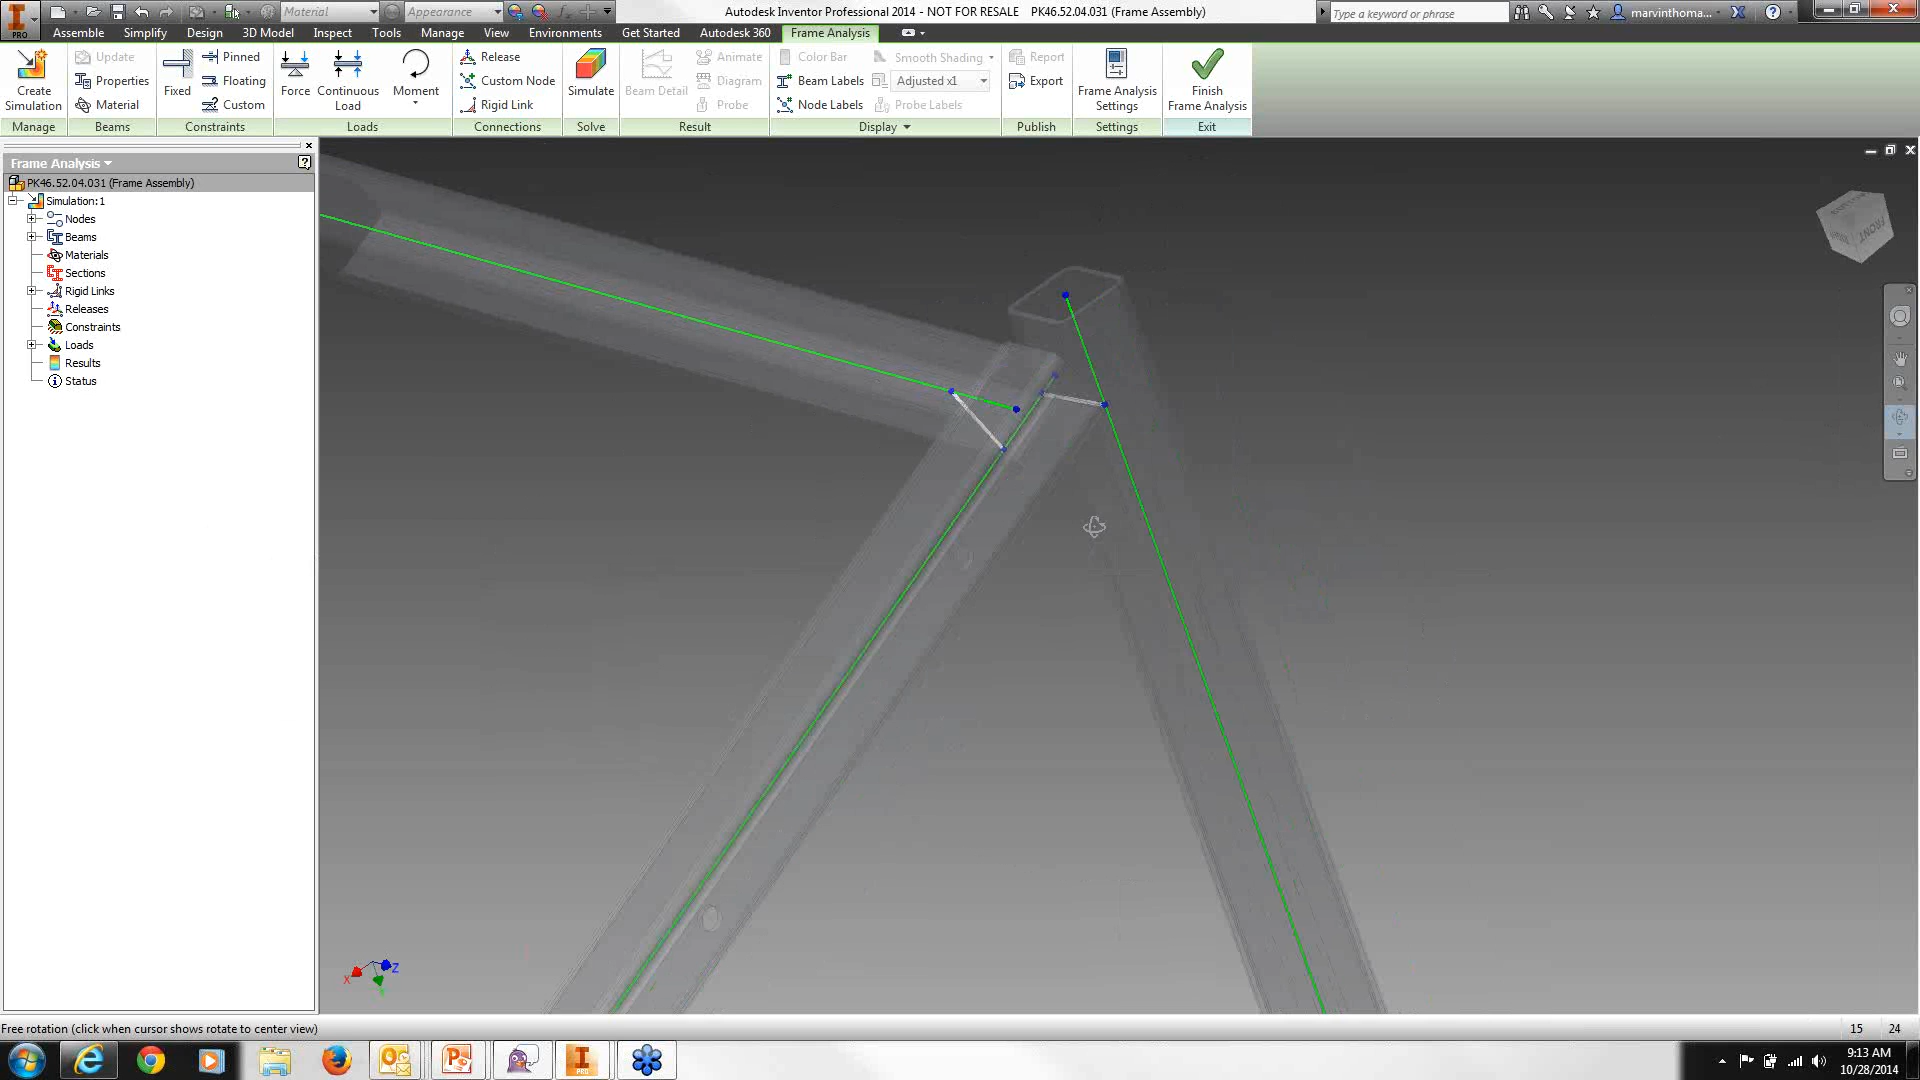 Material
Appearance
Autodesk Inventor Professional 2014 - NOT FOR RESALE PK46.52.04.031 (Frame Assembly)
Type a keyword or phrase
marvinthoma...
PRO
Assemble Simplify Design 3D Model Inspect Tools Manage View Environments Get Started Autodesk 360 Frame Analysis
Create Simulation
Update
Properties
Material
Fixed
Pinned
Floating
Custom
Force
Continuous Load
Moment
Release
Custom Node
Rigid Link
Simulate
Beam Detail
Animate
Diagram
Probe
Color Bar
Beam Labels
Node Labels
Smooth Shading
Adjusted x1
Probe Labels
Report
Export
Frame Analysis Settings
Finish Frame Analysis
Manage Beams Constraints Loads Connections Solve Result Display Publish Settings Exit
Frame Analysis
PK46.52.04.031 (Frame Assembly)
Simulation:1
Nodes
Beams
Materials
Sections
Rigid Links
Releases
Constraints
Loads
Results
Status
FRONT
X
Z
Free rotation (click when cursor shows rotate to center view)
15 24
9:13 AM
10/28/2014